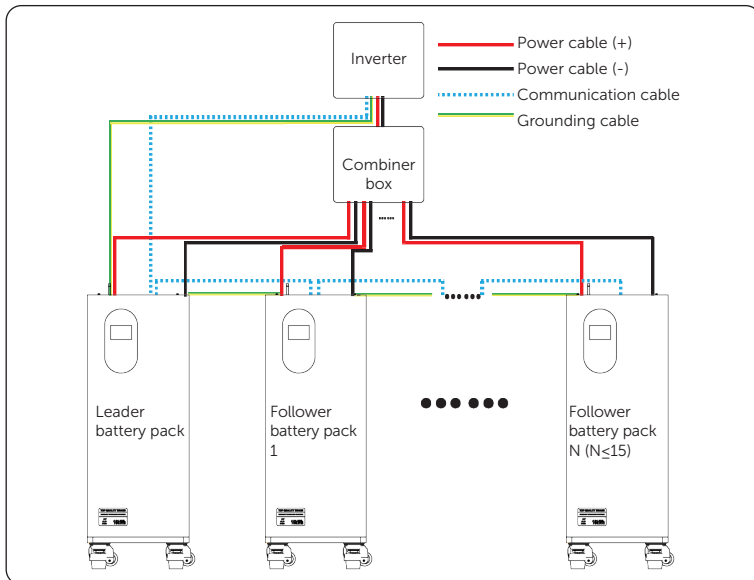 Inverter
Power cable (+)
Power cable (-)
Communication cable
Grounding cable
Combiner
box
Leader
battery pack
Follower
battery pack
1
Follower
battery pack
N (N≤15)